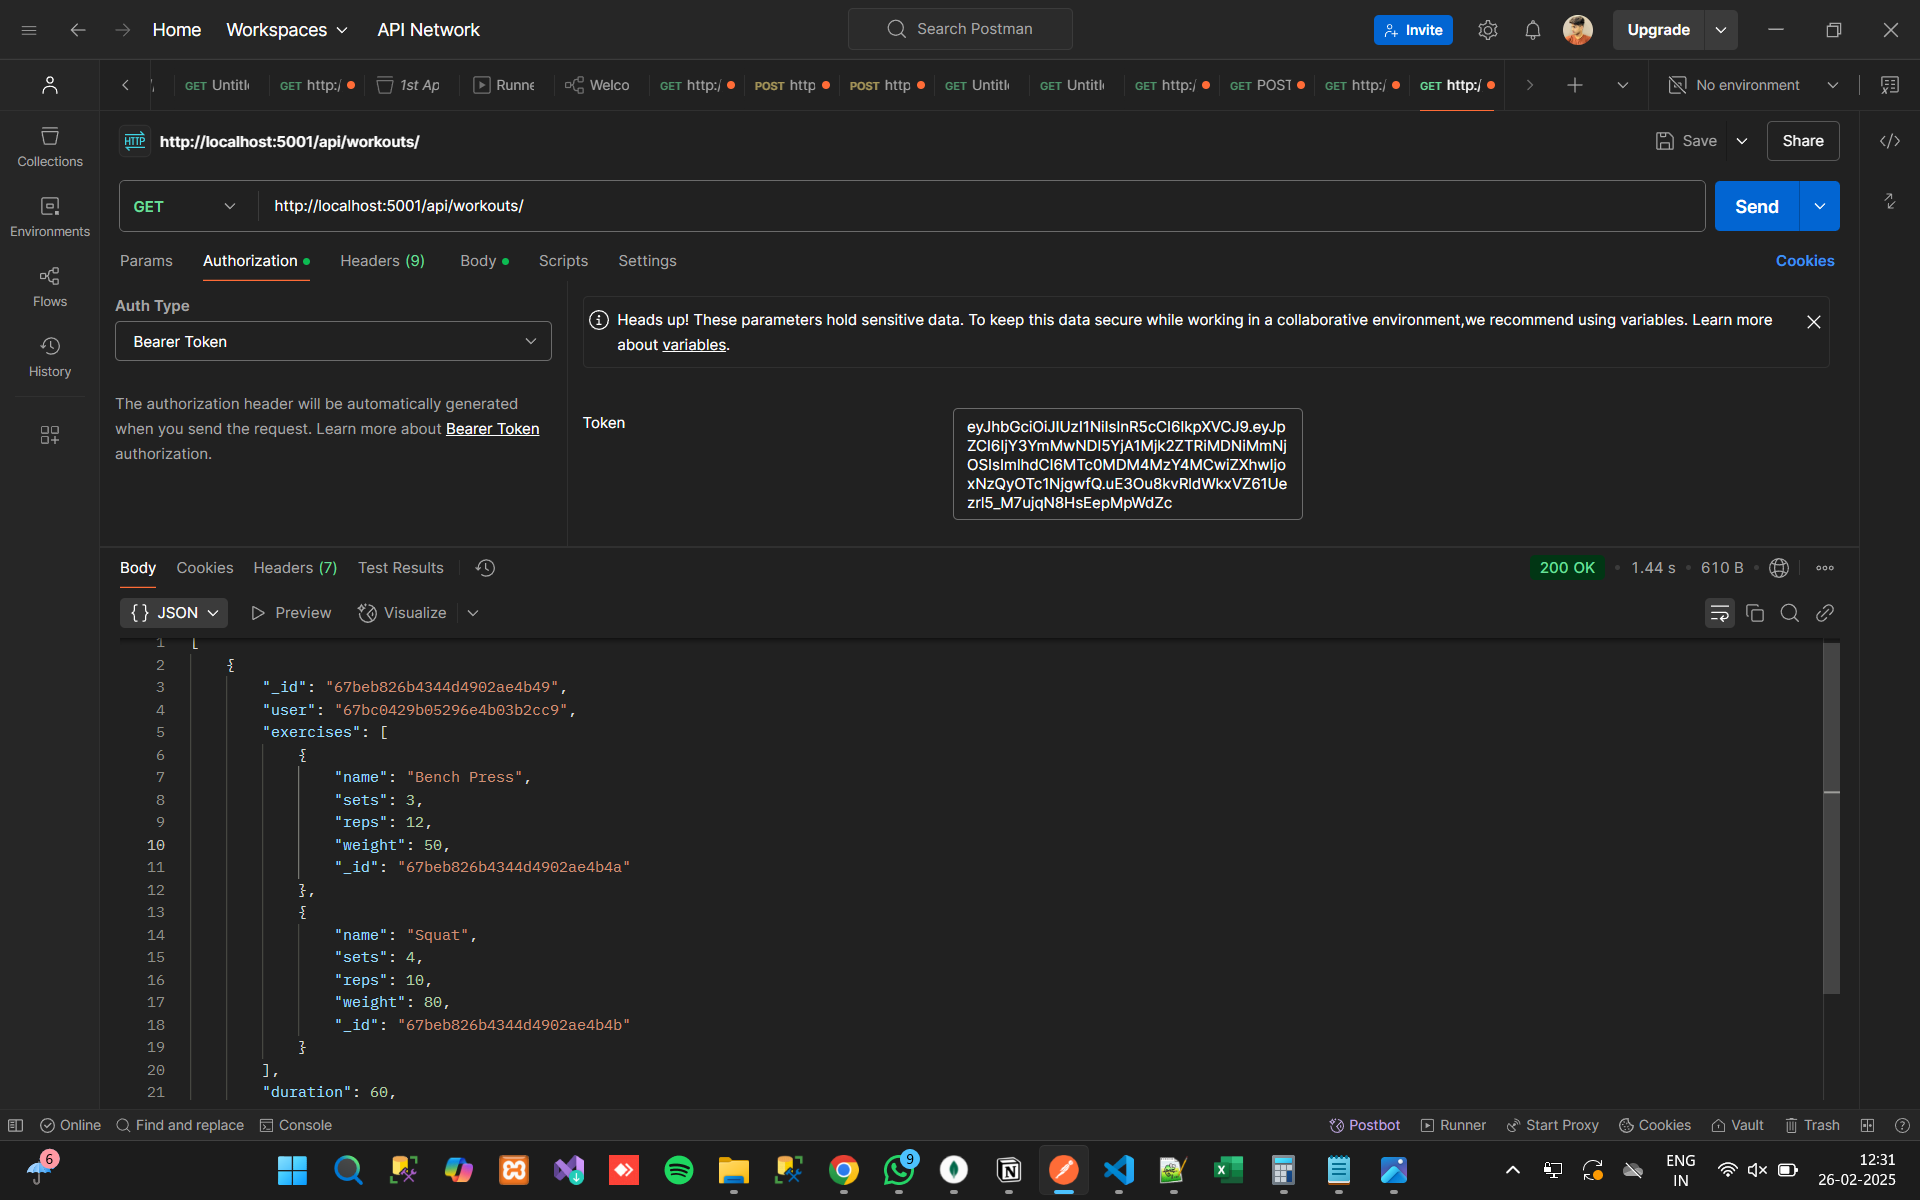 Home Workspaces API Network Search Postman Invite Upgrade
GET Untitl GET http:/ 1st Ap Runne Welco GET http:/ POST http POST http GET Untitl GET Untitl GET http:/ GET POST GET http:/ GET http:/ No environment
HTTP http://localhost:5001/api/workouts/ Save Share
Collections
Environments
Flows
History
GET http://localhost:5001/api/workouts/ Send
Params Authorization Headers (9) Body Scripts Settings Cookies
Auth Type
Bearer Token
The authorization header will be automatically generated
when you send the request. Learn more about Bearer Token
authorization.
Heads up! These parameters hold sensitive data. To keep this data secure while working in a collaborative environment,we recommend using variables. Learn more
about variables.
Token
eyJhbGciOiJIUzI1NiIsInR5cCI6IkpXVCJ9.eyJp
ZCI6IjY3YmMwNDI5YjA1Mjk2ZTRiMDNiMmNj
OSIsImlhdCI6MTc0MDM4MzY4MCwiZXhwIjo
xNzQyOTc1NjgwfQ.uE3Ou8kvRldWkxVZ61Ue
zrl5_M7ujqN8HsEepMpWdZc
Body Cookies Headers (7) Test Results 200 OK 1.44 s 610 B
{} JSON Preview Visualize
1 [
2 {
3 "_id": "67beb826b4344d4902ae4b49",
4 "user": "67bc0429b05296e4b03b2cc9",
5 "exercises": [
6 {
7 "name": "Bench Press",
8 "sets": 3,
9 "reps": 12,
10 "weight": 50,
11 "_id": "67beb826b4344d4902ae4b4a"
12 },
13 {
14 "name": "Squat",
15 "sets": 4,
16 "reps": 10,
17 "weight": 80,
18 "_id": "67beb826b4344d4902ae4b4b"
19 }
20 ],
21 "duration": 60,
Online Find and replace Console Postbot Runner Start Proxy Cookies Vault Trash
6 9 ENG 12:31
IN 26-02-2025